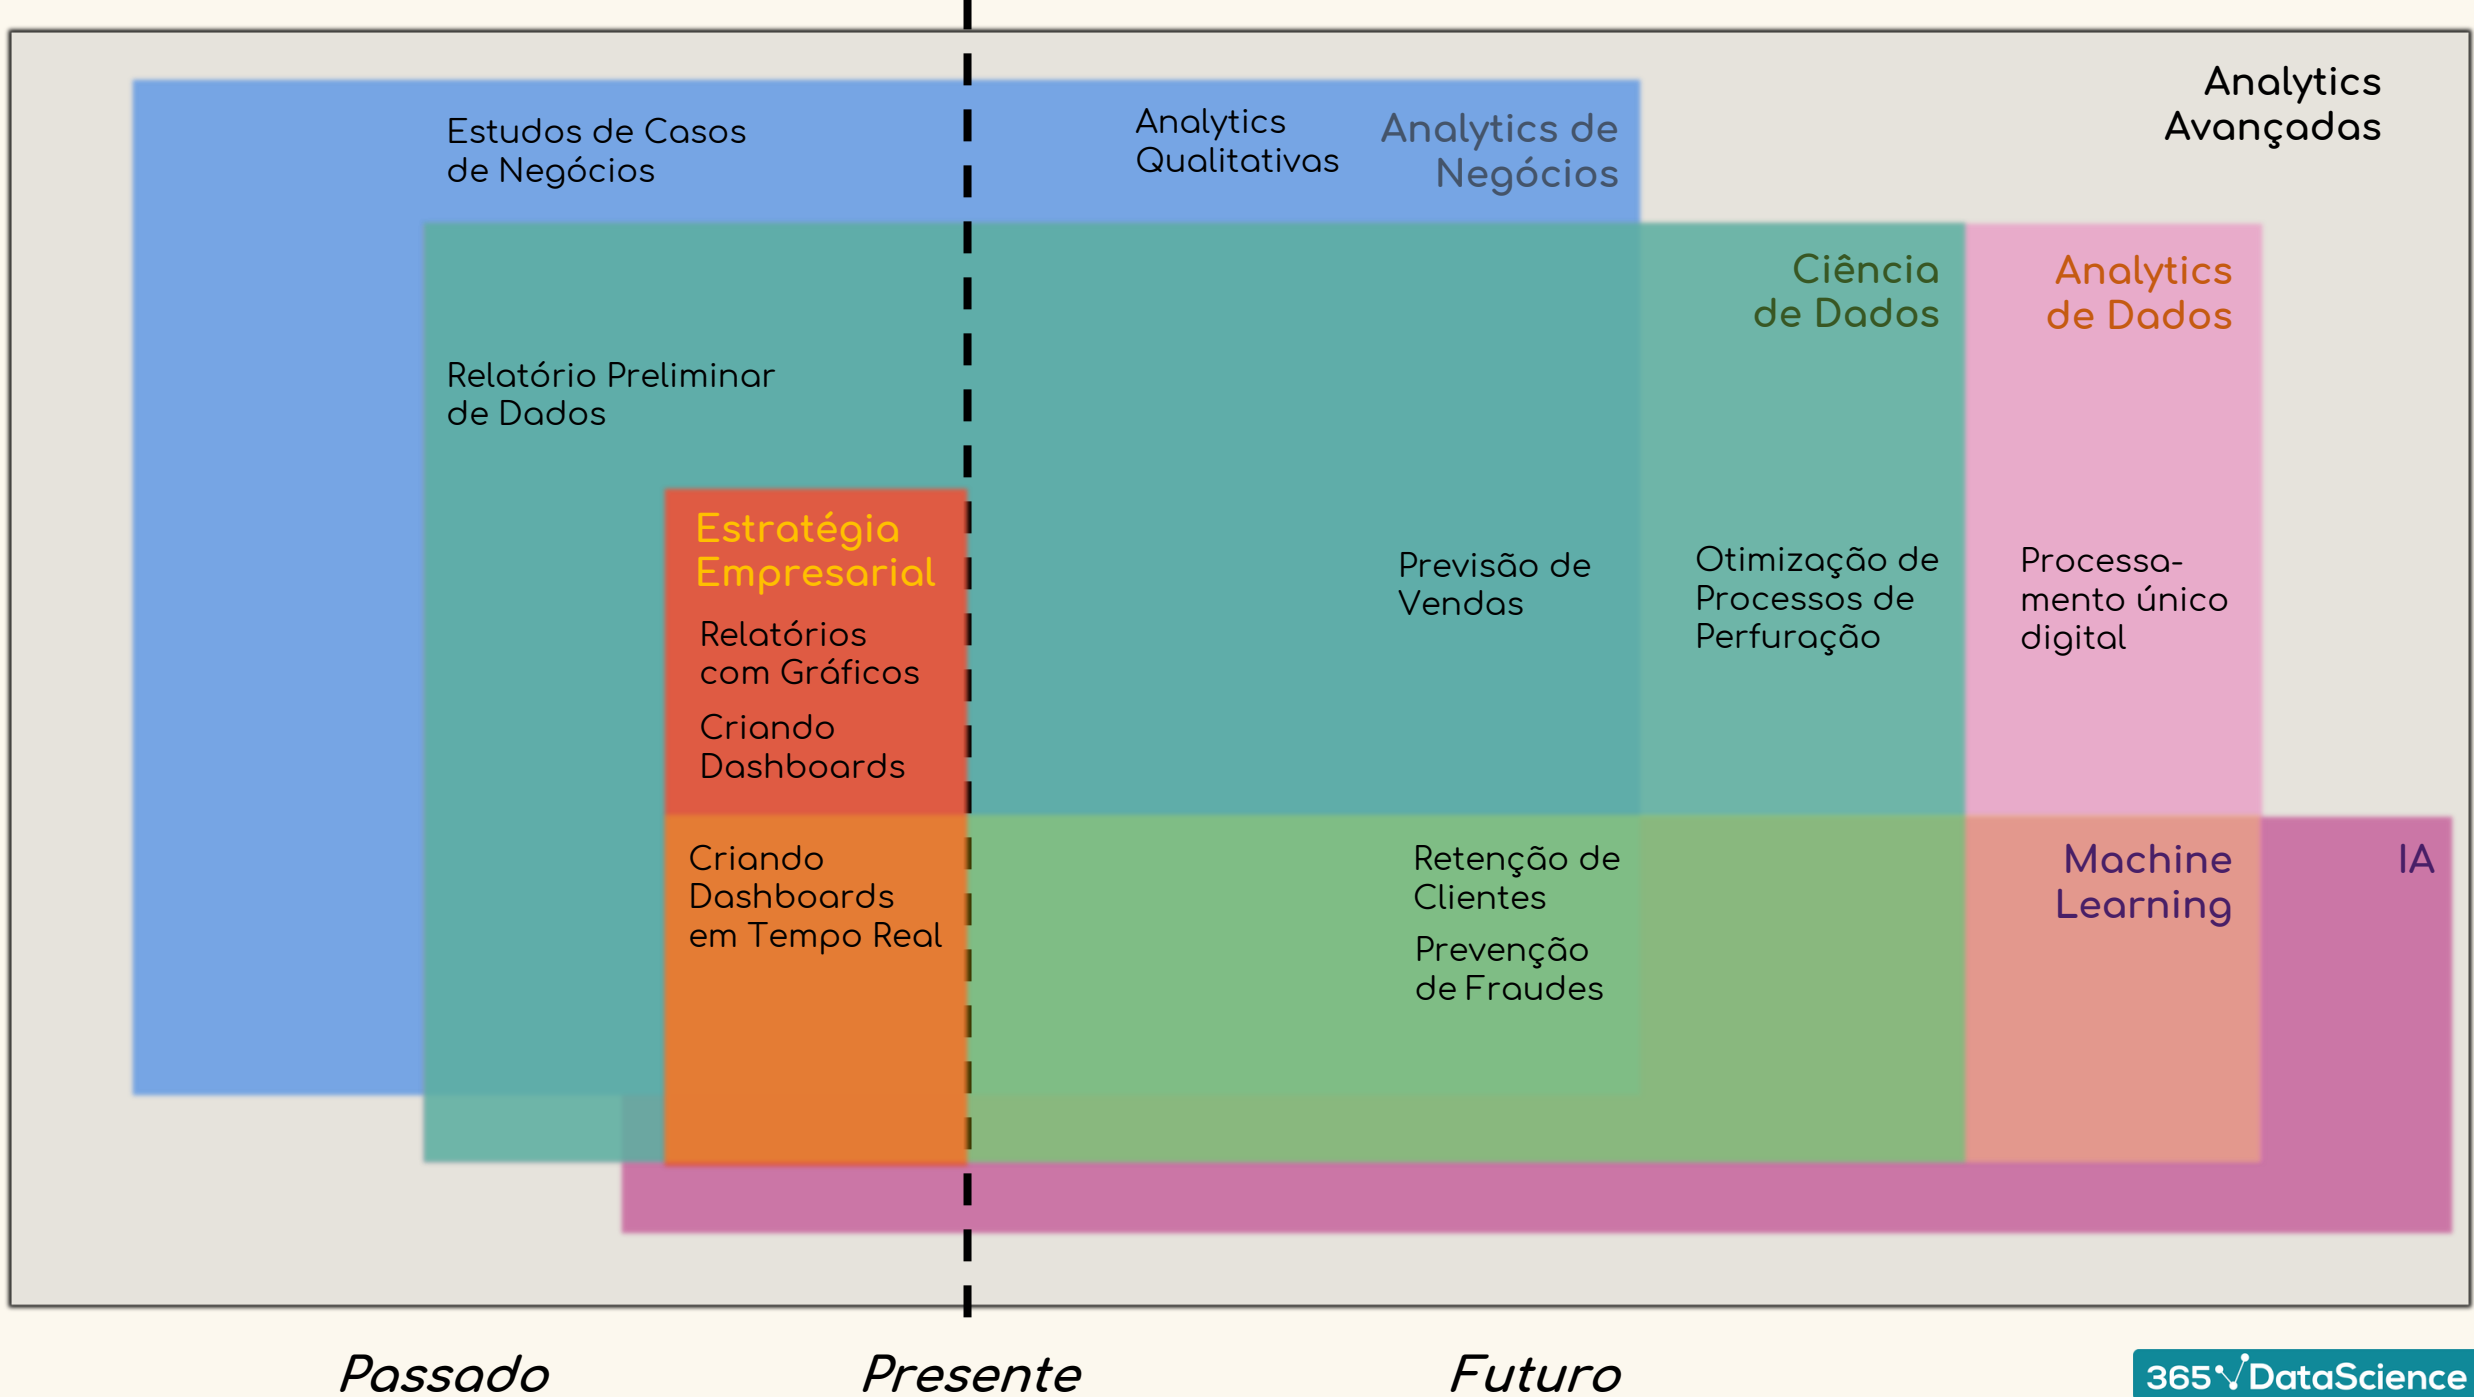 Analytics
Avançadas
Estudos de Casos
de Negócios
Analytics
Qualitativas
Analytics de
Negócios
Ciência
de Dados
Analytics
de Dados
Relatório Preliminar
de Dados
Estratégia
Empresarial
Relatórios
com Gráficos
Criando
Dashboards
Previsão de
Vendas
Otimização de
Processos de
Perfuração
Processa-
mento único
digital
Criando
Dashboards
em Tempo Real
Retenção de
Clientes
Prevenção
de Fraudes
Machine
Learning
IA
Passado
Presente
Futuro
365 DataScience